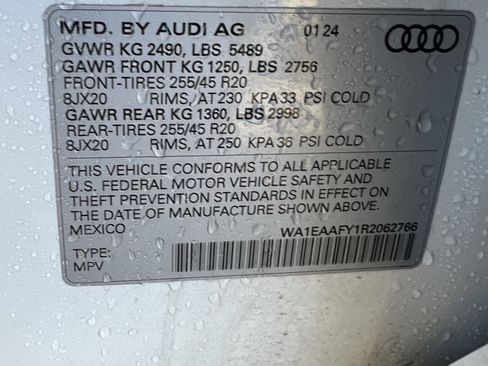 MFD. BY AUDI AG 01 24
GVWR KG 2490, LBS 5489
GAWR FRONT KG 1250, LBS 2756
FRONT-TIRES 255/45 R20
8JX20 RIMS, AT 230 KPA 33 PSI COLD
GAWR REAR KG 1360, LBS 2998
REAR-TIRES 255/45 R20
8JX20 RIMS, AT 250 KPA 36 PSI COLD
THIS VEHICLE CONFORMS TO ALL APPLICABLE
U.S. FEDERAL MOTOR VEHICLE SAFETY AND
THEFT PREVENTION STANDARDS IN EFFECT ON
THE DATE OF MANUFACTURE SHOWN ABOVE.
MEXICO WA1EAAFY1R2062766
TYPE:
MPV